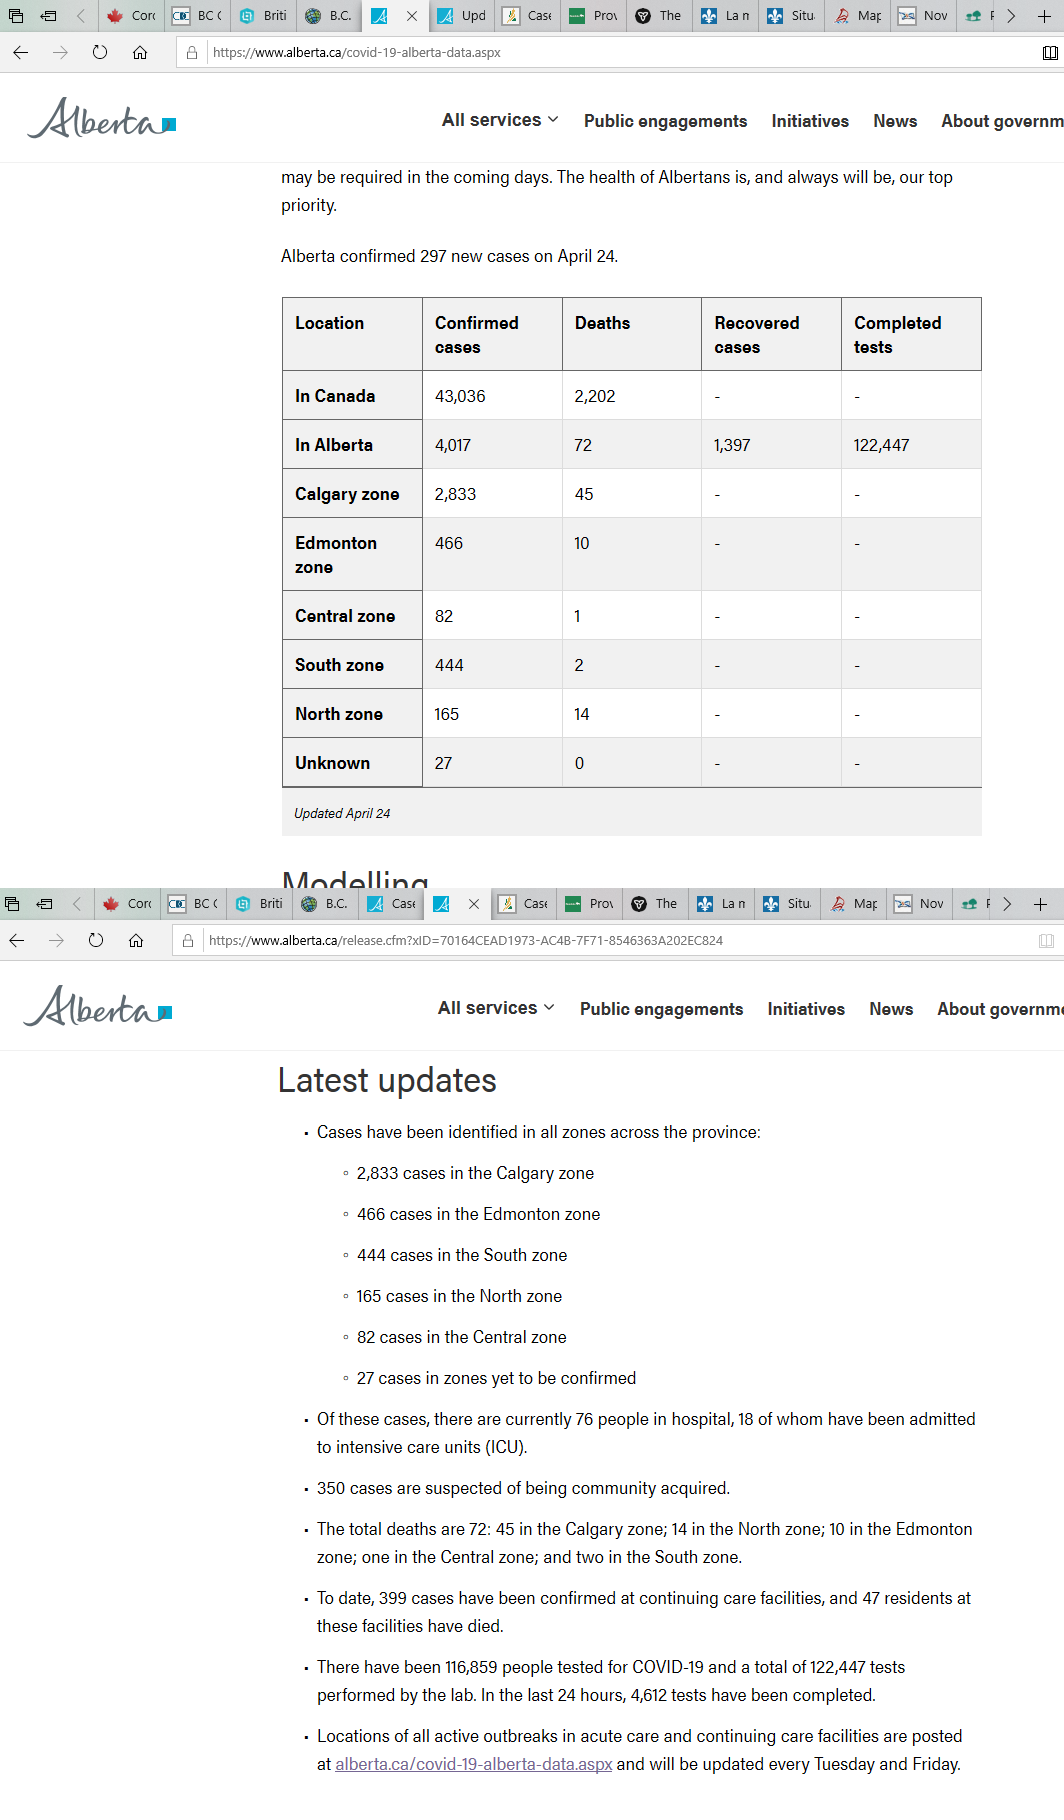 Coro
BC C
Briti
B.C.
Upd
Case
Prov
The
La m
Situ
Map
Nov
https://www.alberta.ca/covid-19-alberta-data.aspx
Alberta
All services Public engagements Initiatives News About governm
may be required in the coming days. The health of Albertans is, and always will be, our top
priority.
Alberta confirmed 297 new cases on April 24.
Location Confirmed cases Deaths Recovered cases Completed tests
In Canada 43,036 2,202 - -
In Alberta 4,017 72 1,397 122,447
Calgary zone 2,833 45 - -
Edmonton zone 466 10 - -
Central zone 82 1 - -
South zone 444 2 - -
North zone 165 14 - -
Unknown 27 0 - -
Updated April 24
Modelling
Coro
BC C
Briti
B.C.
Case
Case
Prov
The
La m
Situ
Map
Nov
https://www.alberta.ca/release.cfm?xID=70164CEAD1973-AC4B-7F71-8546363A202EC824
Alberta
All services Public engagements Initiatives News About governme
Latest updates
▪ Cases have been identified in all zones across the province:
◦ 2,833 cases in the Calgary zone
◦ 466 cases in the Edmonton zone
◦ 444 cases in the South zone
◦ 165 cases in the North zone
◦ 82 cases in the Central zone
◦ 27 cases in zones yet to be confirmed
▪ Of these cases, there are currently 76 people in hospital, 18 of whom have been admitted
to intensive care units (ICU).
▪ 350 cases are suspected of being community acquired.
▪ The total deaths are 72: 45 in the Calgary zone; 14 in the North zone; 10 in the Edmonton
zone; one in the Central zone; and two in the South zone.
▪ To date, 399 cases have been confirmed at continuing care facilities, and 47 residents at
these facilities have died.
▪ There have been 116,859 people tested for COVID-19 and a total of 122,447 tests
performed by the lab. In the last 24 hours, 4,612 tests have been completed.
▪ Locations of all active outbreaks in acute care and continuing care facilities are posted
at alberta.ca/covid-19-alberta-data.aspx and will be updated every Tuesday and Friday.